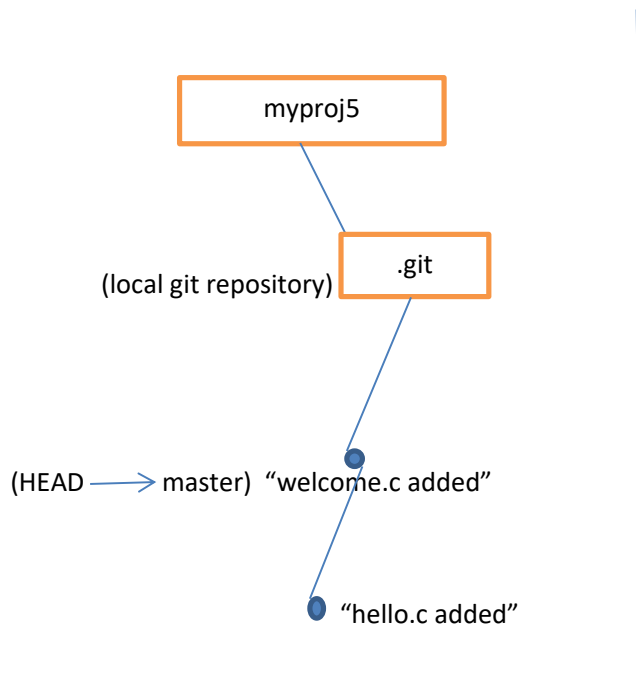 myproj5
.git
(local git repository)
(HEAD master) “welcome.c added”
“hello.c added”